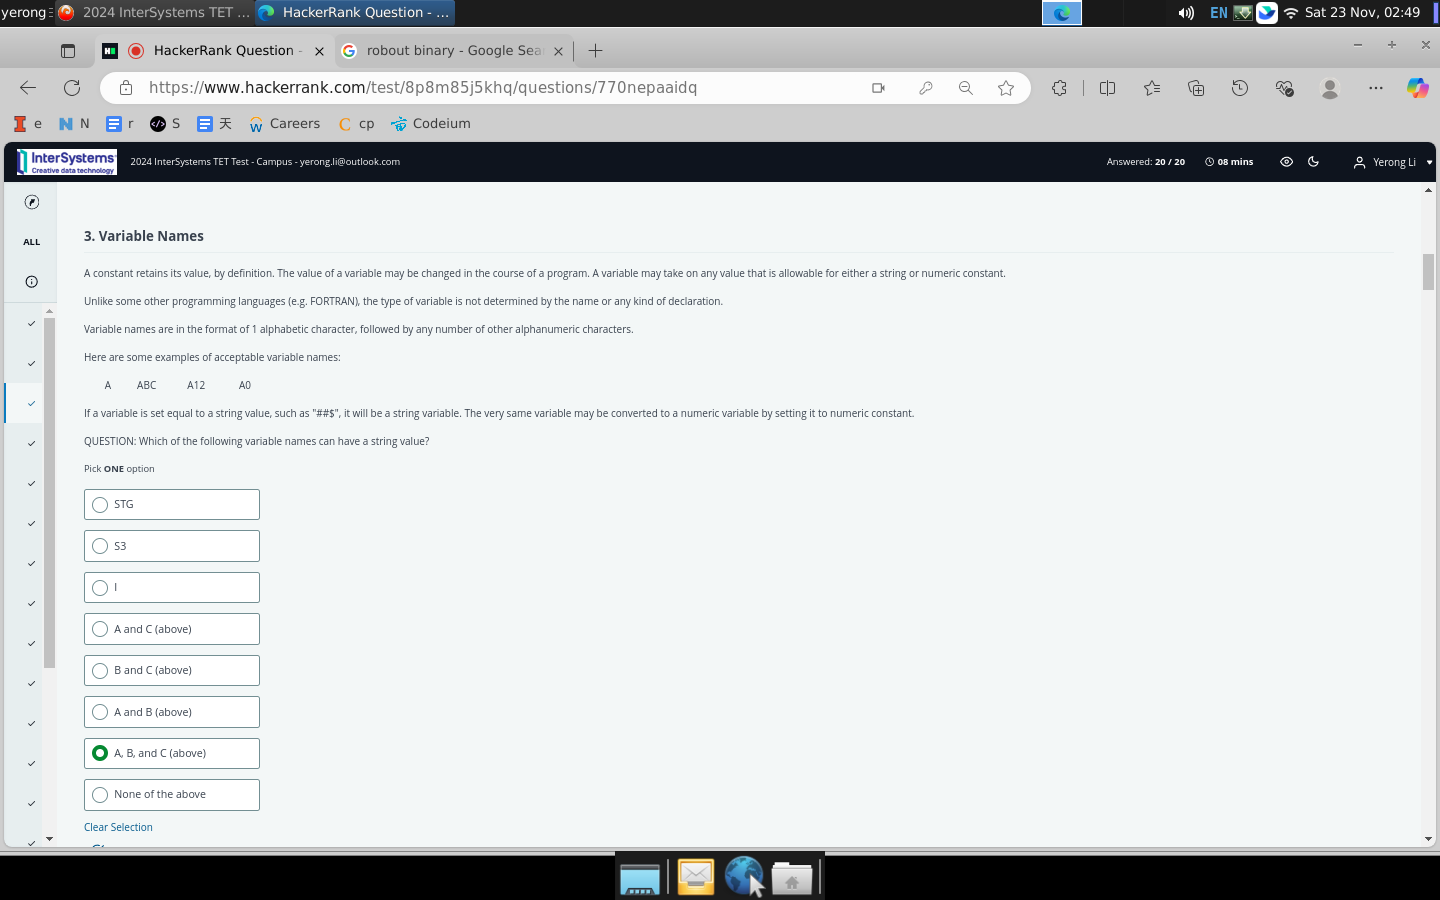 yerong
2024 InterSystems TET ...
HackerRank Question - ...
EN
Sat 23 Nov, 02:49
HackerRank Question -
robout binary - Google Sea
https://www.hackerrank.com/test/8p8m85j5khq/questions/770nepaaidq
e
N
r
S
天
Careers
cp
Codeium
InterSystems
Creative data technology
2024 InterSystems TET Test - Campus - yerong.li@outlook.com
Answered: 20 / 20
08 mins
Yerong Li
ALL
3. Variable Names
A constant retains its value, by definition. The value of a variable may be changed in the course of a program. A variable may take on any value that is allowable for either a string or numeric constant.
Unlike some other programming languages (e.g. FORTRAN), the type of variable is not determined by the name or any kind of declaration.
Variable names are in the format of 1 alphabetic character, followed by any number of other alphanumeric characters.
Here are some examples of acceptable variable names:
A ABC A12 A0
If a variable is set equal to a string value, such as "##$", it will be a string variable. The very same variable may be converted to a numeric variable by setting it to numeric constant.
QUESTION: Which of the following variable names can have a string value?
Pick ONE option
STG
S3
I
A and C (above)
B and C (above)
A and B (above)
A, B, and C (above)
None of the above
Clear Selection